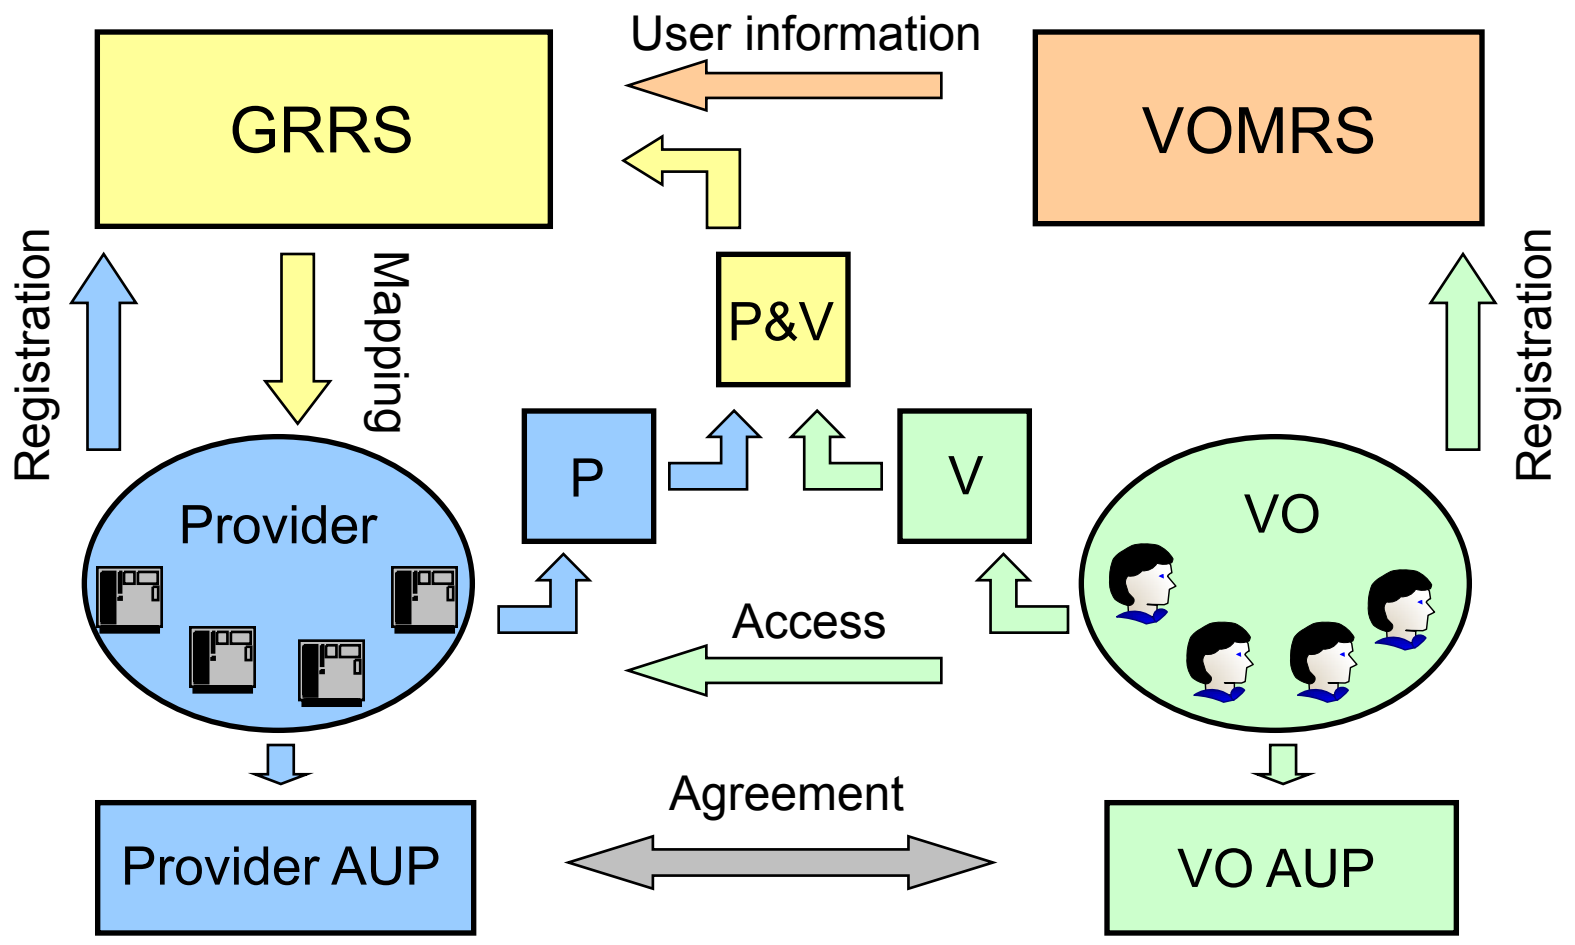 User information
GRRS
VOMRS
Registration
Mapping
P&V
Registration
P
V
Provider
VO
Access
Agreement
Provider AUP
VO AUP